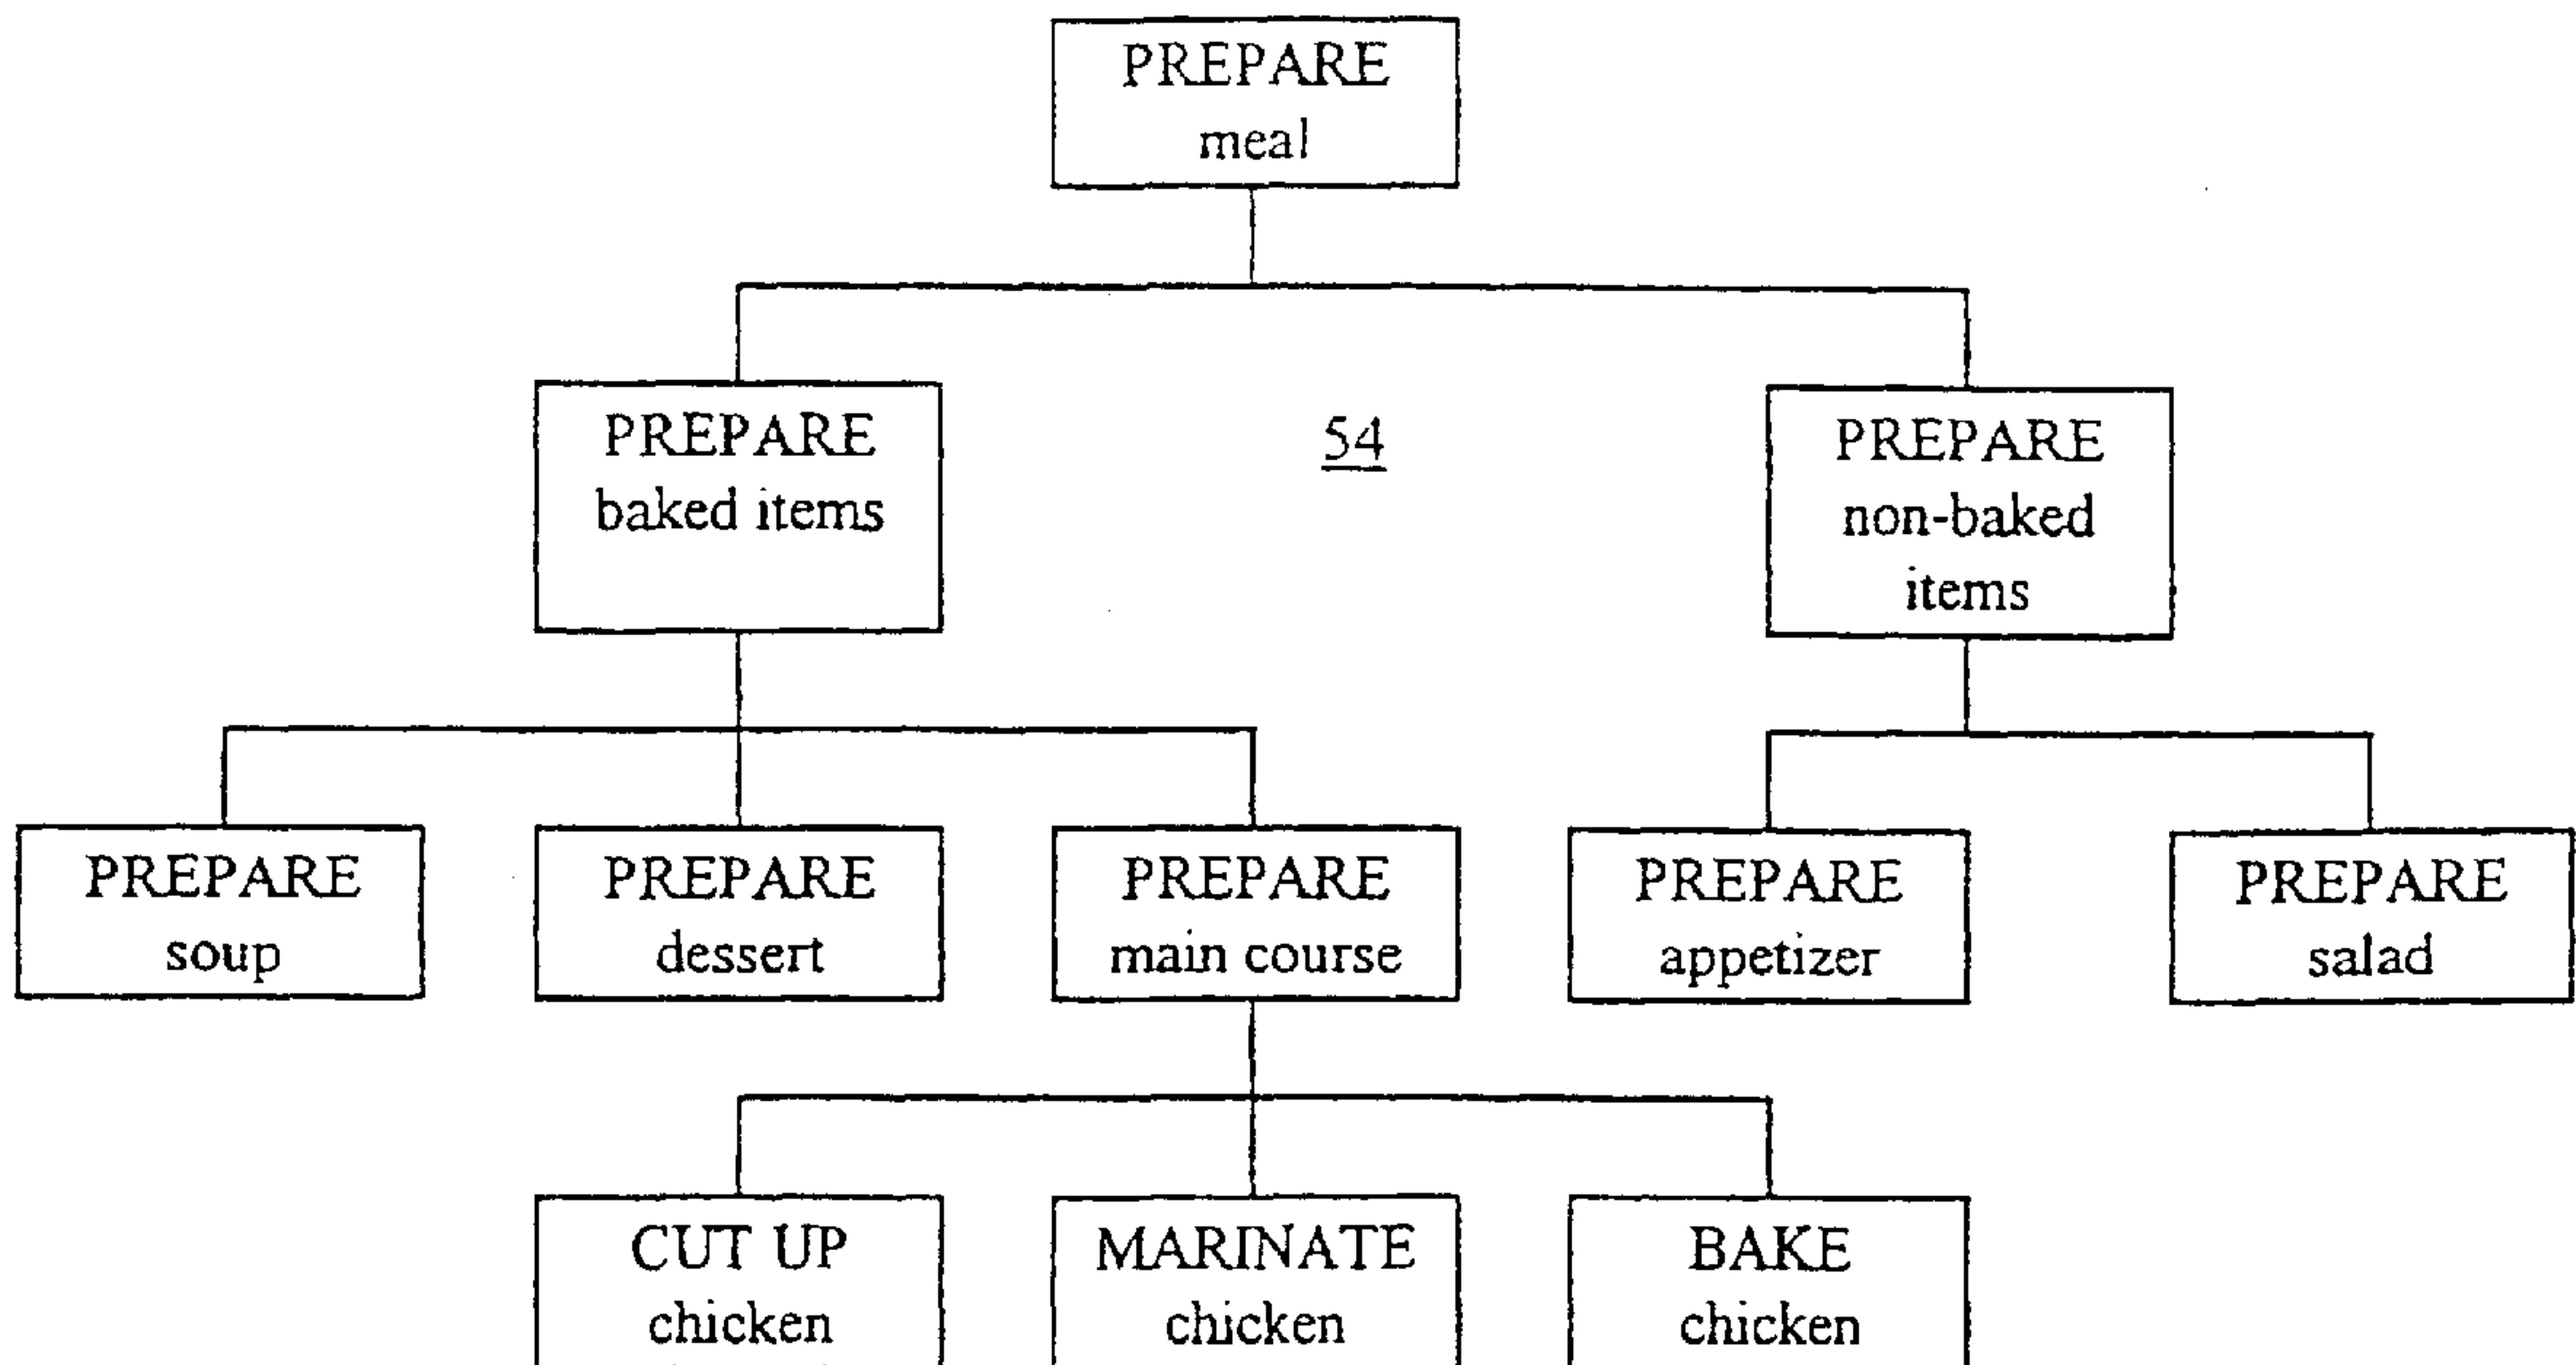 PREPARE
meal
PREPARE
baked items
54
PREPARE
non-baked
items
PREPARE
soup
PREPARE
dessert
PREPARE
main course
PREPARE
appetizer
PREPARE
salad
CUT UP
chicken
MARINATE
chicken
BAKE
chicken